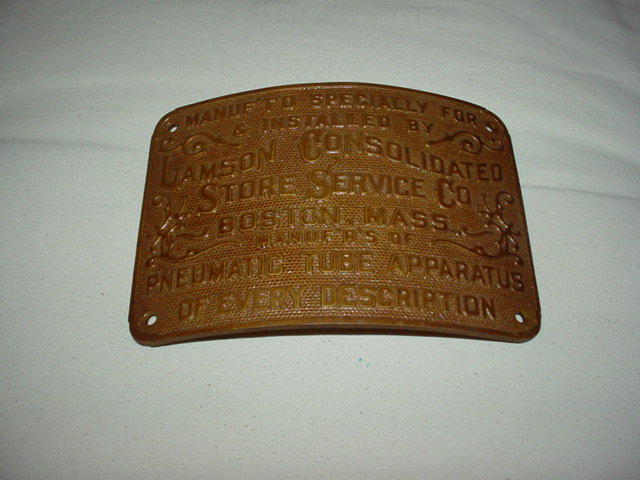 MANUF'T'D SPECIALLY FOR
& INSTALLED BY
LAMSON CONSOLIDATED
STORE SERVICE CO.
BOSTON, MASS.
MANUF'R'S OF
PNEUMATIC TUBE APPARATUS
OF EVERY DESCRIPTION